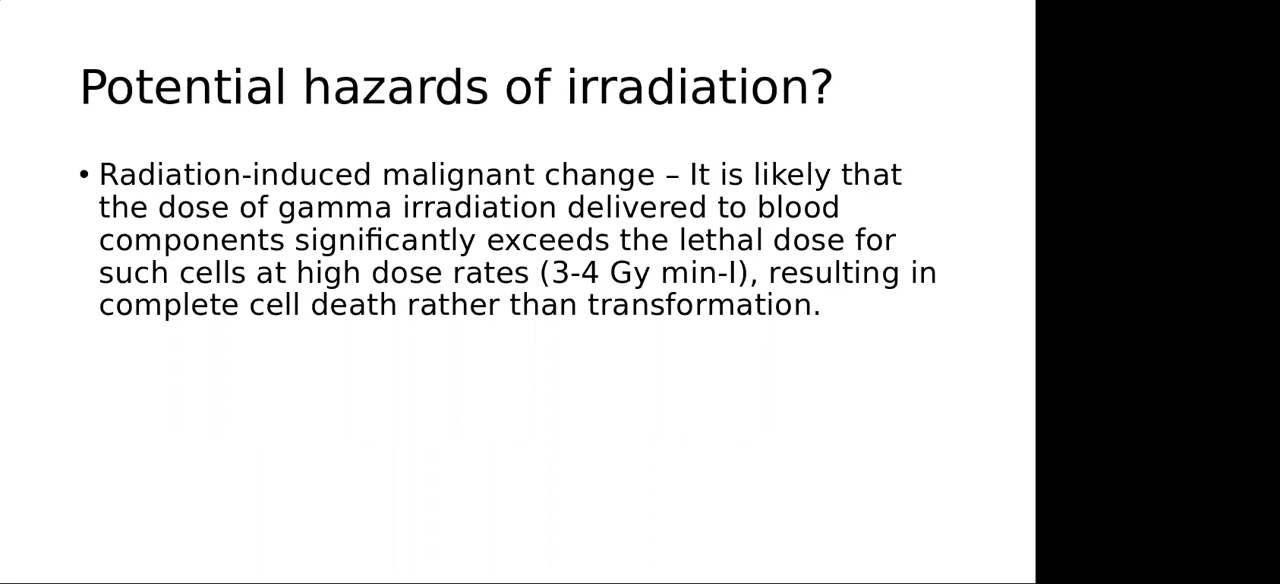 Potential hazards of irradiation?
• Radiation-induced malignant change – It is likely that
the dose of gamma irradiation delivered to blood
components significantly exceeds the lethal dose for
such cells at high dose rates (3-4 Gy min-I), resulting in
complete cell death rather than transformation.